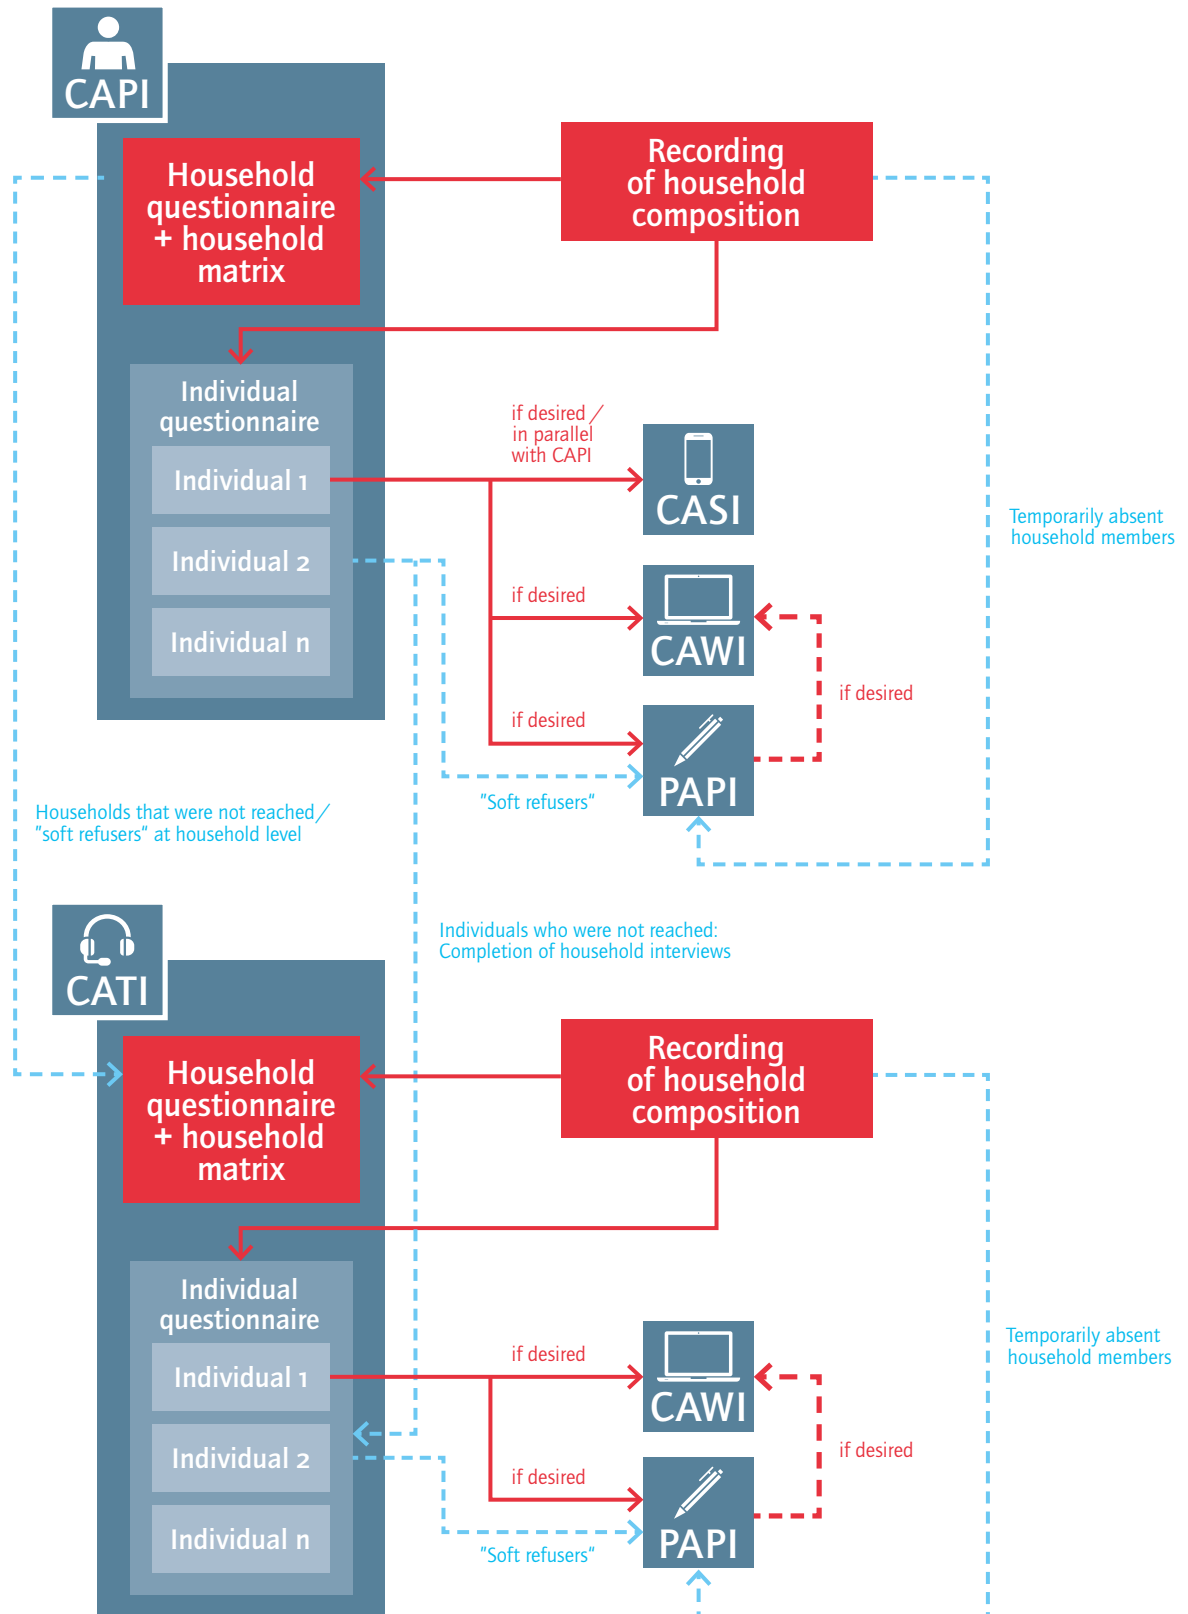 CAPI
Household
questionnaire
+ household
matrix
Recording
of household
composition
Individual
questionnaire
Individual 1
Individual 2
Individual n
if desired /
in parallel
with CAPI
CASI
if desired
CAWI
if desired
if desired
PAPI
"Soft refusers“
Temporarily absent
household members
Households that were not reached/
"soft refusers“ at household level
Individuals who were not reached:
Completion of household interviews
CATI
Household
questionnaire
+ household
matrix
Recording
of household
composition
Individual
questionnaire
Individual 1
Individual 2
Individual n
if desired
CAWI
if desired
if desired
PAPI
"Soft refusers“
Temporarily absent
household members